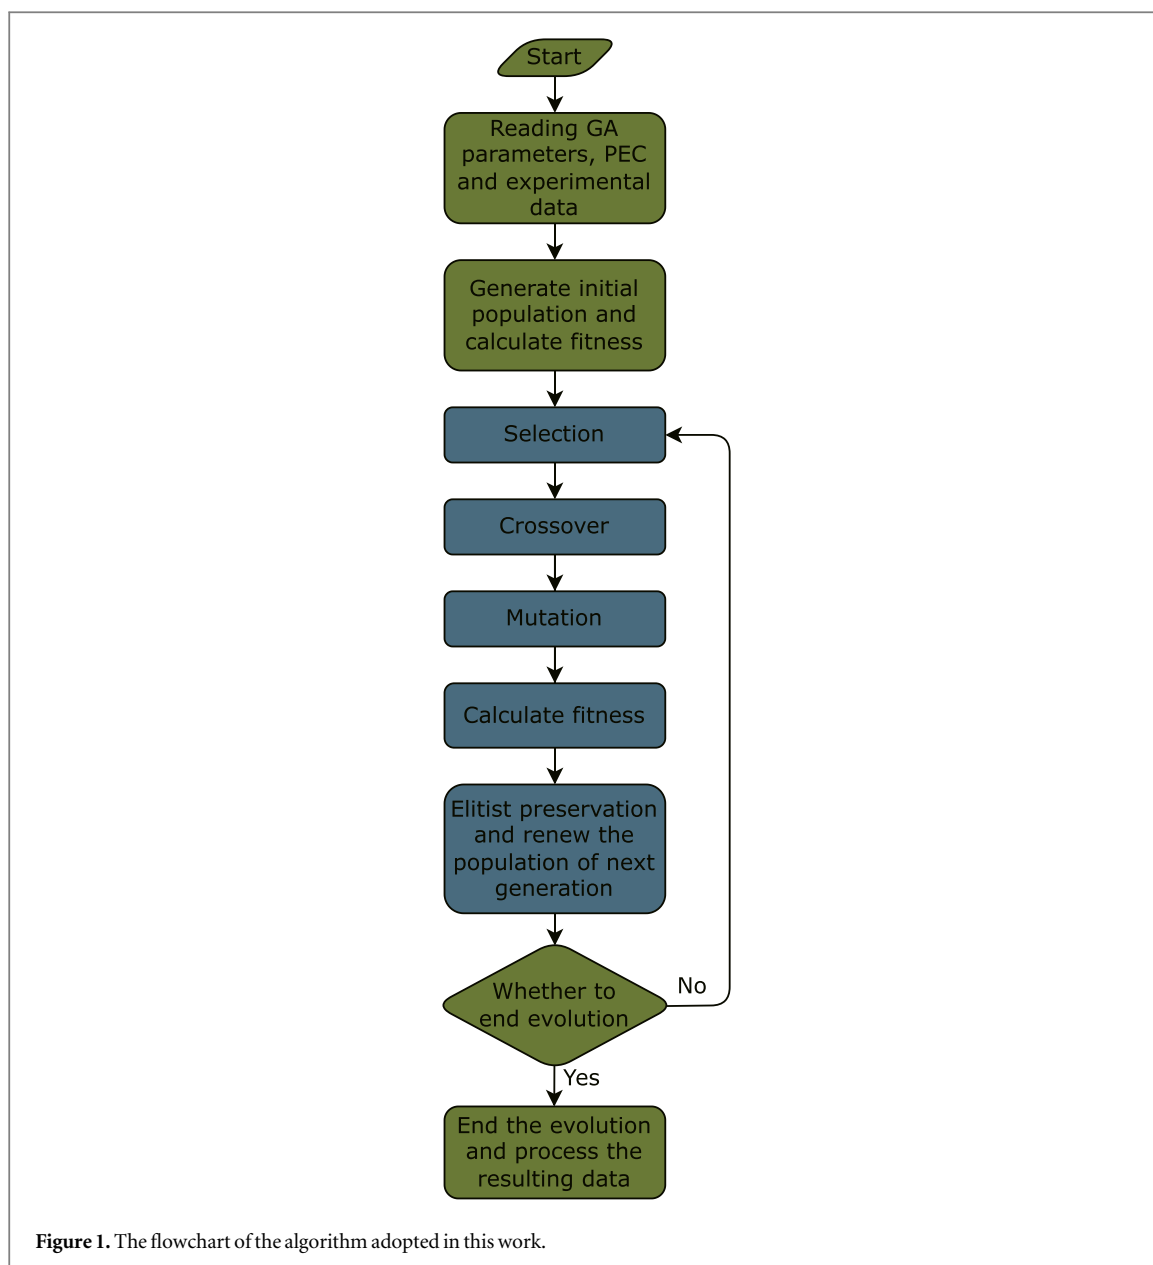 Start
Reading GA
parameters, PEC
and experimental
data
Generate initial
population and
calculate fitness
Selection
Crossover
Mutation
Calculate fitness
Elitist preservation
and renew the
population of next
generation
Whether to
end evolution
No
Yes
End the evolution
and process the
resulting data
Figure 1. The flowchart of the algorithm adopted in this work.